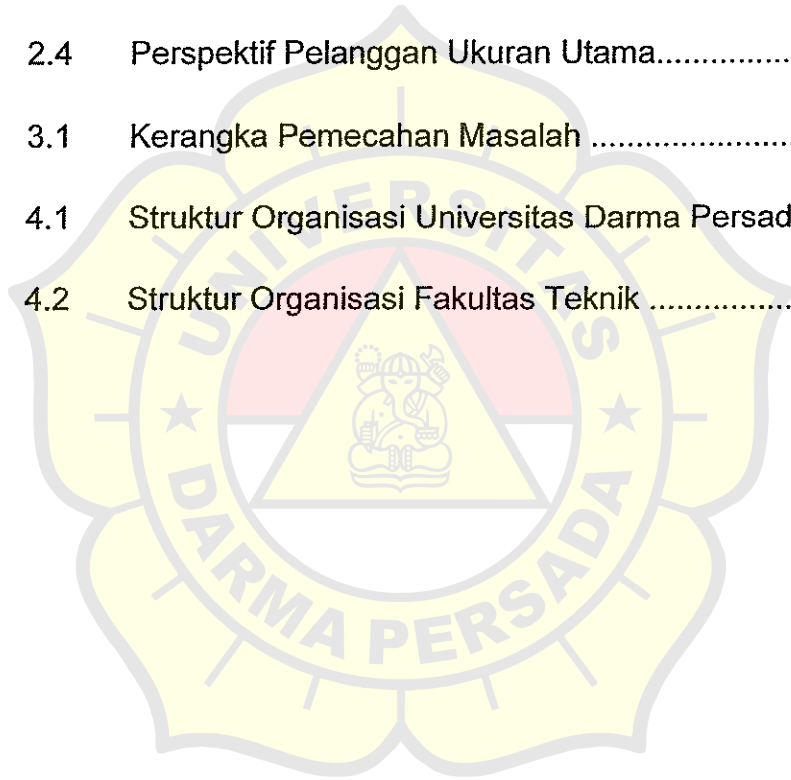 2.4 Perspektif Pelanggan Ukuran Utama...............
3.1 Kerangka Pemecahan Masalah ......................
4.1 Struktur Organisasi Universitas Darma Persad
4.2 Struktur Organisasi Fakultas Teknik ...............
UNIVERSITAS
DARMA PERSADA